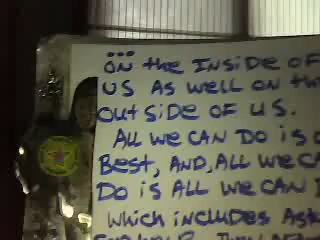 ...
ON the INSIDE OF
US AS WELL ON
OUtSIDE OF US.
ALL WE CAN DO IS
BEST, AND, ALL WE
DO IS ALL WE CAN
WHICH INCLUDES